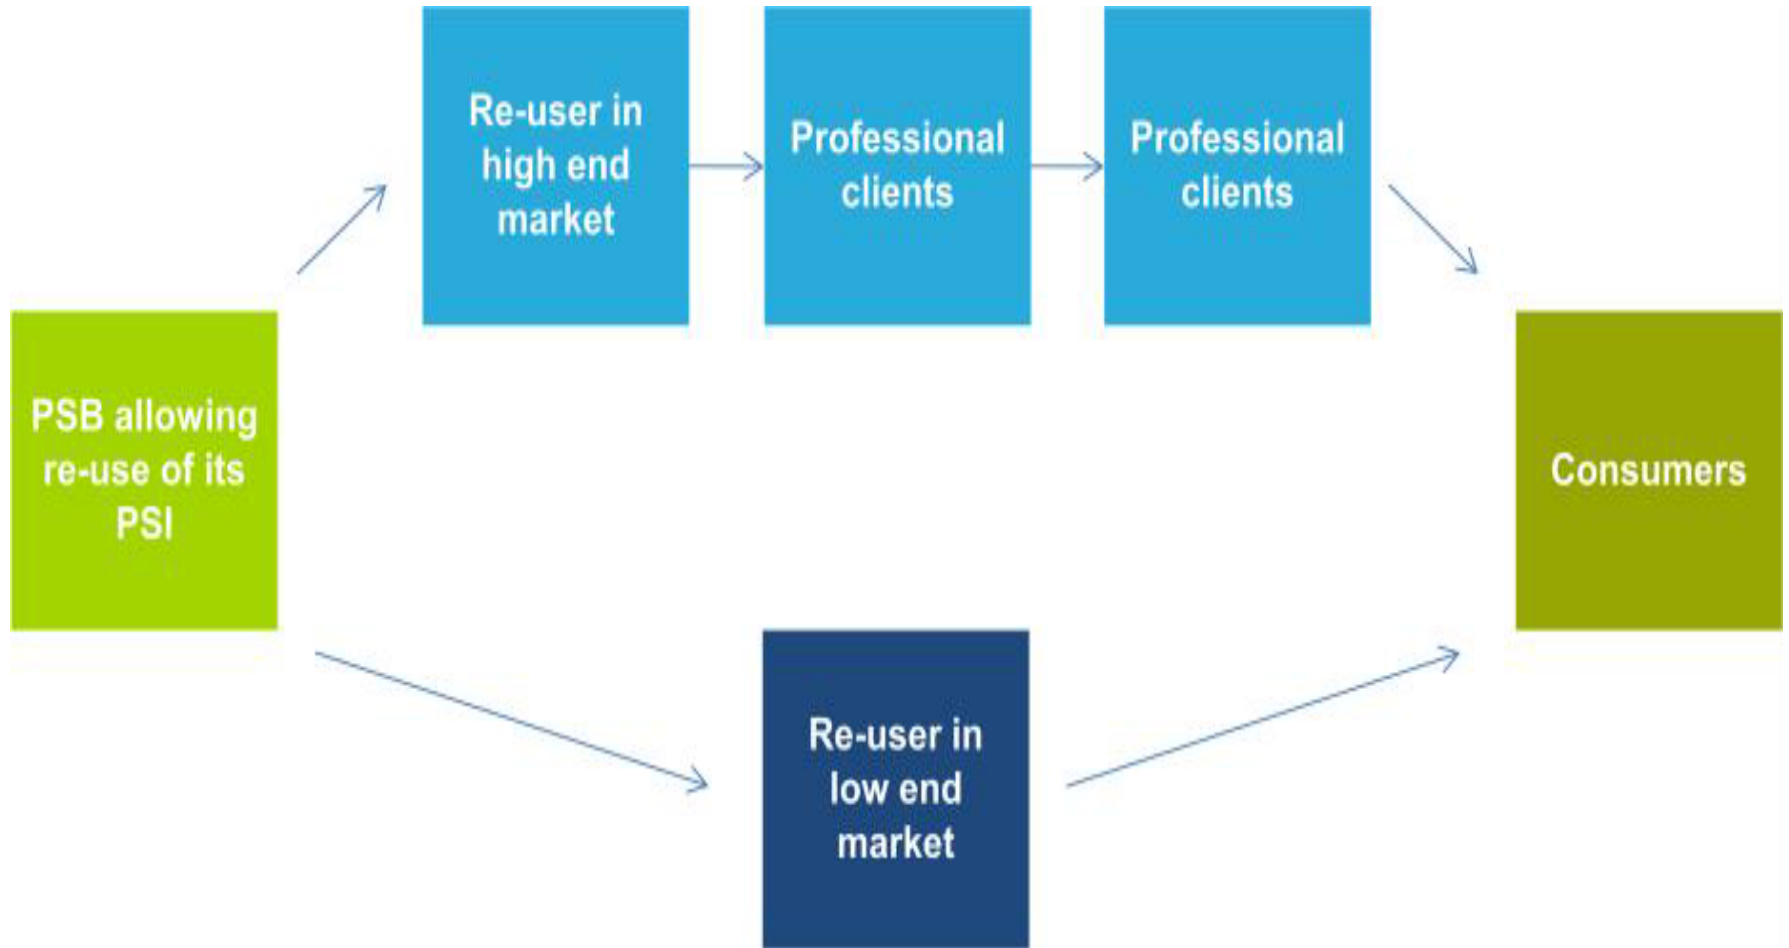 Re-user in
high end
market
Professional
clients
Professional
clients
PSB allowing
re-use of its
PSI
Consumers
Re-user in
low end
market